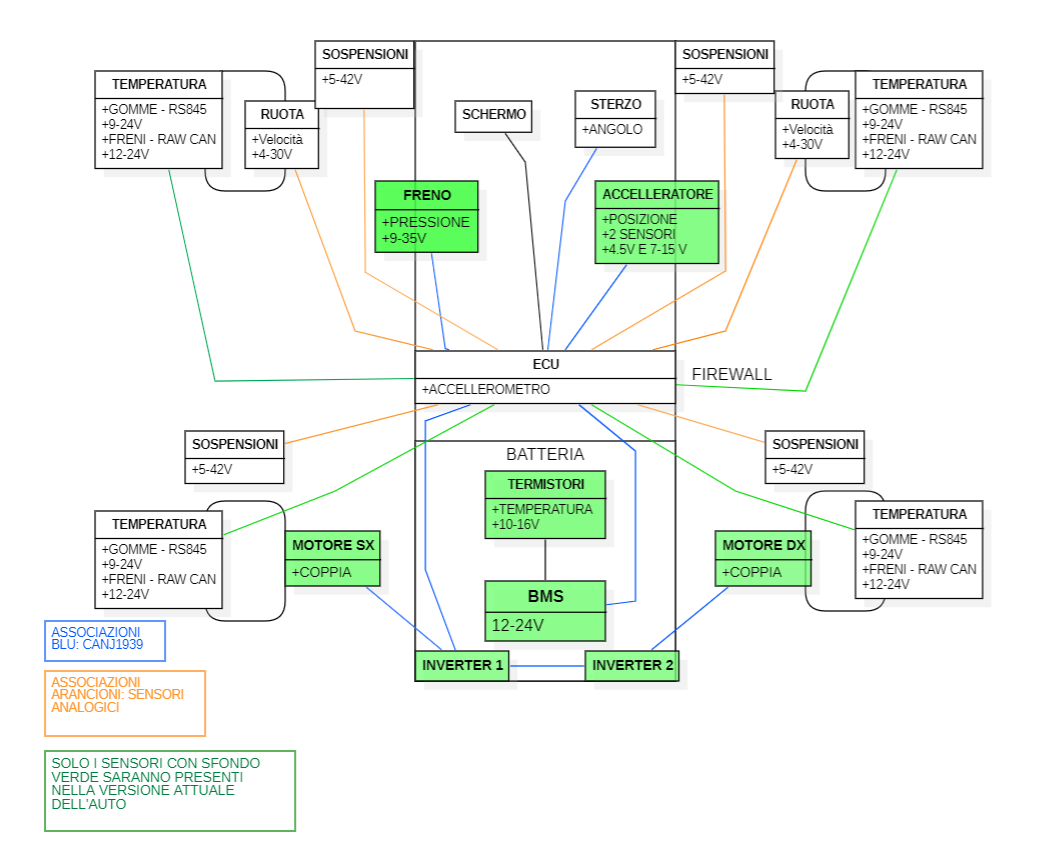 SOSPENSIONI
+5-42V
SOSPENSIONI
+5-42V
TEMPERATURA
+GOMME - RS845
+9-24V
+FRENI - RAW CAN
+12-24V
RUOTA
+Velocità
+4-30V
SCHERMO
STERZO
+ANGOLO
RUOTA
+Velocità
+4-30V
TEMPERATURA
+GOMME - RS845
+9-24V
+FRENI - RAW CAN
+12-24V
FRENO
+PRESSIONE
+9-35V
ACCELLERATORE
+POSIZIONE
+2 SENSORI
+4.5V E 7-15 V
ECU
+ACCELLEROMETRO
FIREWALL
SOSPENSIONI
+5-42V
BATTERIA
SOSPENSIONI
+5-42V
TERMISTORI
+TEMPERATURA
+10-16V
TEMPERATURA
+GOMME - RS845
+9-24V
+FRENI - RAW CAN
+12-24V
MOTORE SX
+COPPIA
MOTORE DX
+COPPIA
TEMPERATURA
+GOMME - RS845
+9-24V
+FRENI - RAW CAN
+12-24V
BMS
12-24V
INVERTER 1
INVERTER 2
ASSOCIAZIONI
BLU: CANJ1939
ASSOCIAZIONI
ARANCIONI: SENSORI
ANALOGICI
SOLO I SENSORI CON SFONDO
VERDE SARANNO PRESENTI
NELLA VERSIONE ATTUALE
DELL'AUTO